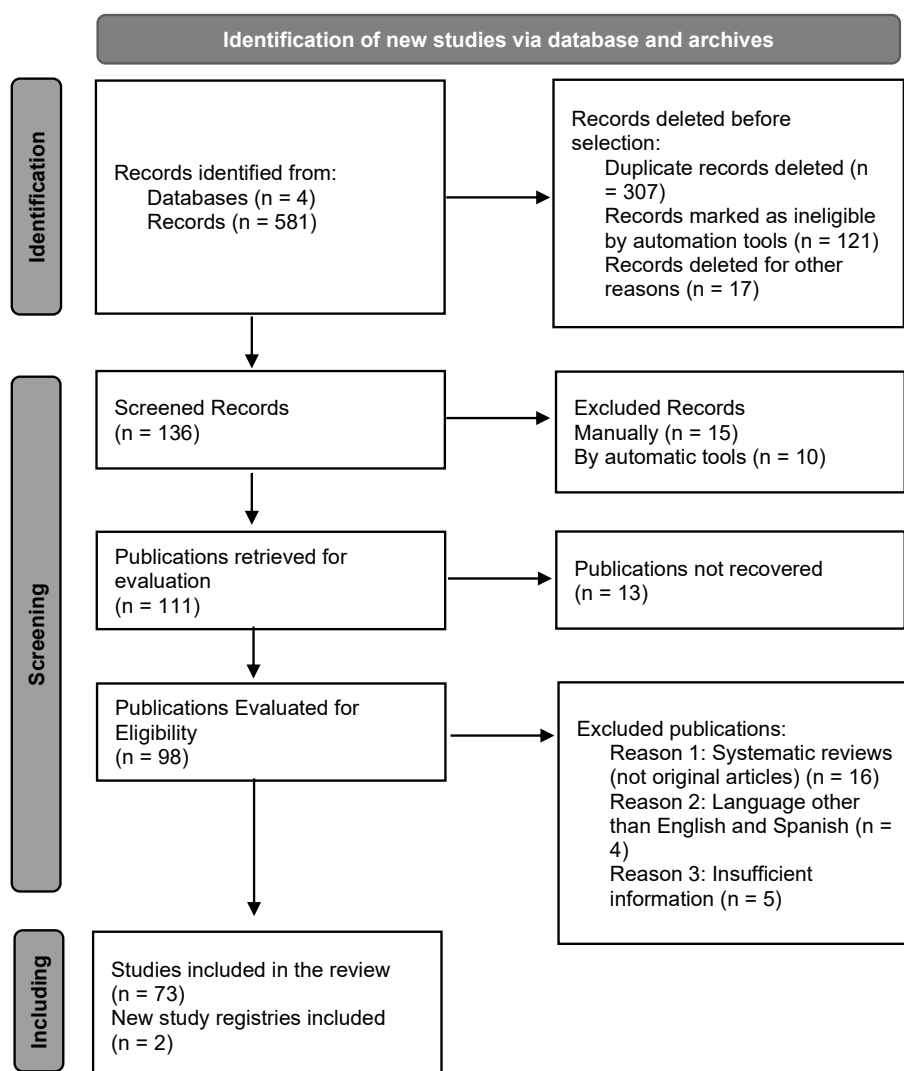 Identification of new studies via database and archives
Identification
Records identified from:
Databases (n = 4)
Records (n = 581)
Records deleted before
selection:
Duplicate records deleted (n
= 307)
Records marked as ineligible
by automation tools (n = 121)
Records deleted for other
reasons (n = 17)
Screening
Screened Records
(n = 136)
Excluded Records
Manually (n = 15)
By automatic tools (n = 10)
Publications retrieved for
evaluation
(n = 111)
Publications not recovered
(n = 13)
Publications Evaluated for
Eligibility
(n = 98)
Excluded publications:
Reason 1: Systematic reviews
(not original articles) (n = 16)
Reason 2: Language other
than English and Spanish (n =
4)
Reason 3: Insufficient
information (n = 5)
Including
Studies included in the review
(n = 73)
New study registries included
(n = 2)